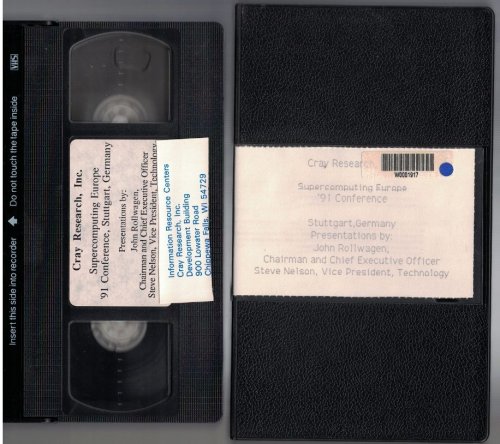 VHS
Insert this side into recorder Do not touch the tape inside
Cray Research, Inc.
Supercomputing Europe
'91 Conference, Stuttgart, Germany
Presentations by:
John Rollwagen,
Chairman and Chief Executive Officer
Steve Nelson, Vice President, Technology
Information Resource Centers
Cray Research, Inc.
Development Building
900 Lowater Road
Chippewa Falls, WI 54729
Cray Research,
W0001917
Supercomputing Europe
'91 Conference
Stuttgart,Germany
Presentations by:
John Rollwagen,
Chairman and Chief Executive Officer
Steve Nelson, Vice President, Technology